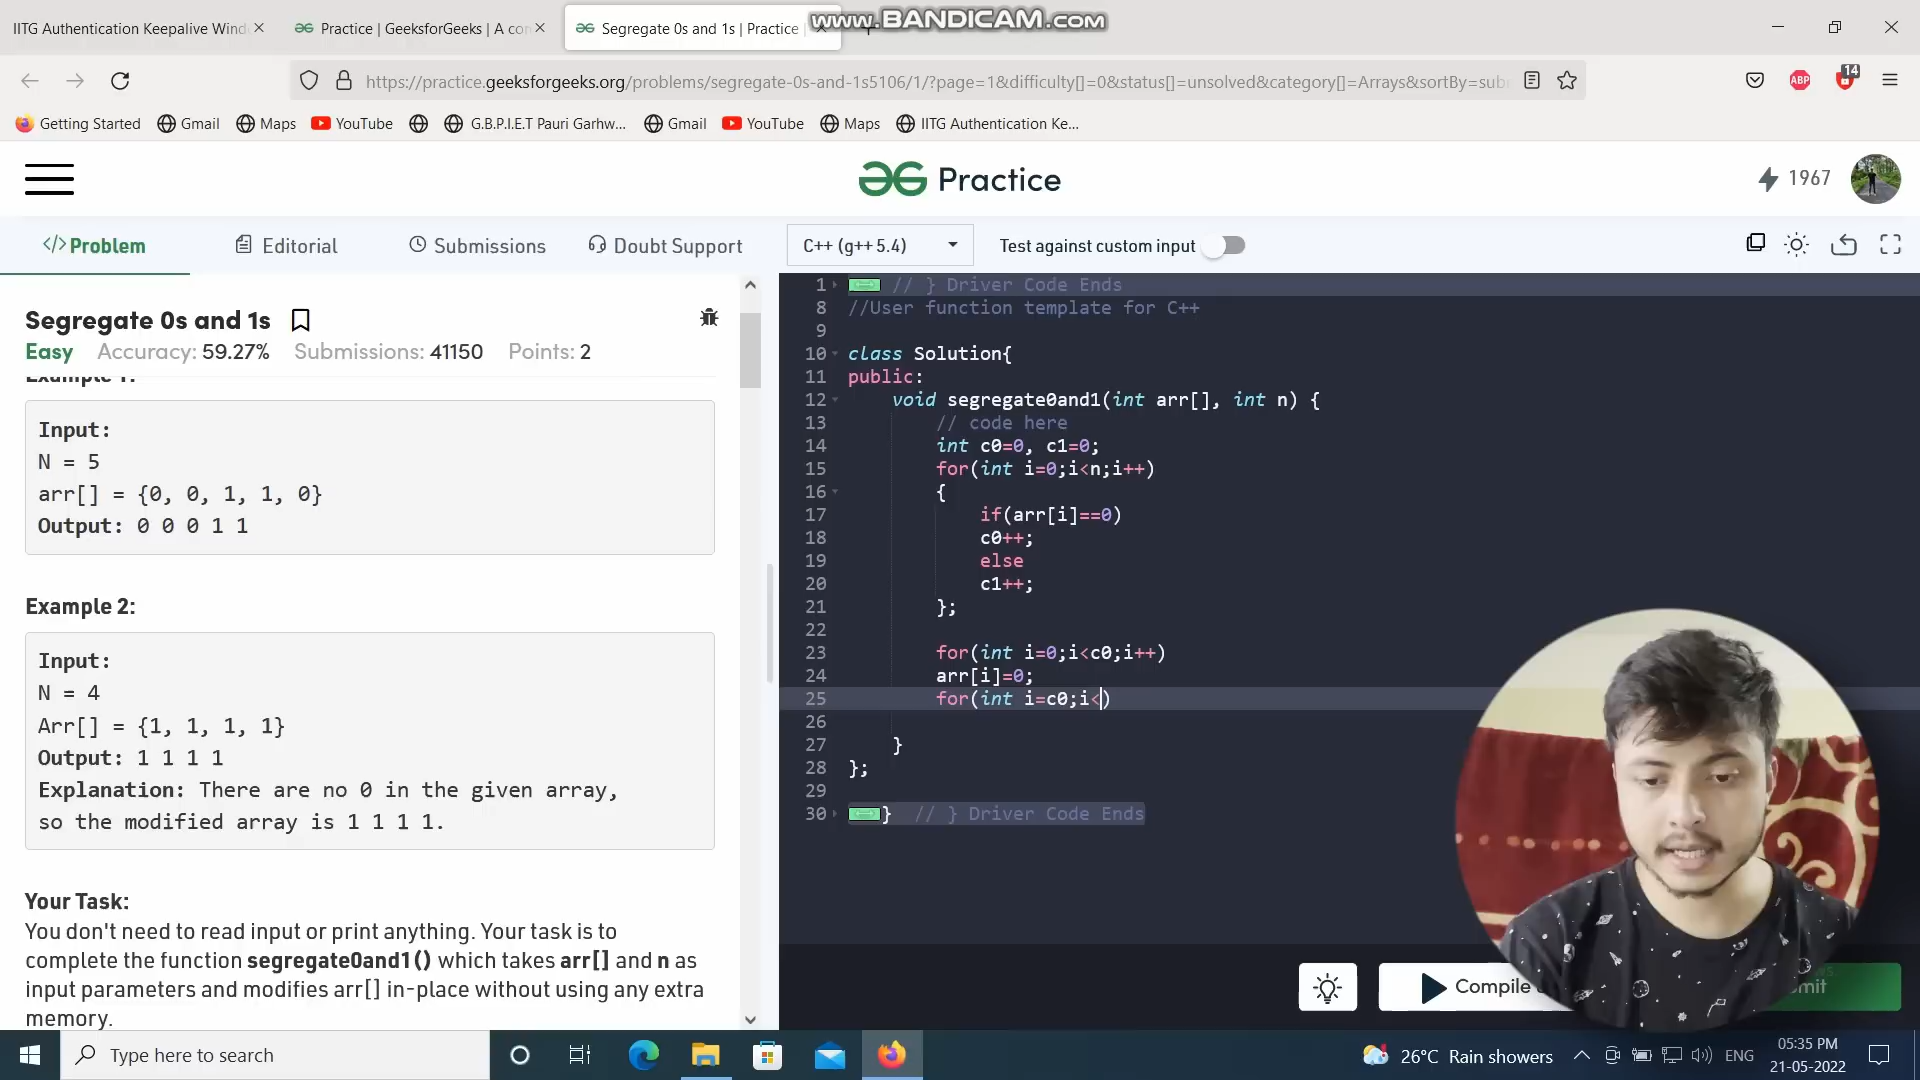 IITG Authentication Keepalive Wind
Practice | GeeksforGeeks | A con
Segregate 0s and 1s | Practice |
www.BANDICAM.com
https://practice.geeksforgeeks.org/problems/segregate-0s-and-1s5106/1/?page=1&difficulty[]=0&status[]=unsolved&category[]=Arrays&sortBy=sub
ABP
14
Getting Started
Gmail
Maps
YouTube
G.B.P.I.E.T Pauri Garhw...
Gmail
YouTube
Maps
IITG Authentication Ke...
Practice
1967
Problem
Editorial
Submissions
Doubt Support
C++ (g++ 5.4)
Test against custom input
Segregate 0s and 1s
Easy Accuracy: 59.27% Submissions: 41150 Points: 2
Example 1:
Input:
N = 5
arr[] = {0, 0, 1, 1, 0}
Output: 0 0 0 1 1
Example 2:
Input:
N = 4
Arr[] = {1, 1, 1, 1}
Output: 1 1 1 1
Explanation: There are no 0 in the given array,
so the modified array is 1 1 1 1.
Your Task:
You don't need to read input or print anything. Your task is to
complete the function segregate0and1() which takes arr[] and n as
input parameters and modifies arr[] in-place without using any extra
memory.
1 // } Driver Code Ends
8 //User function template for C++
9
10 class Solution{
11 public:
12 void segregate0and1(int arr[], int n) {
13 // code here
14 int c0=0, c1=0;
15 for(int i=0;i<n;i++)
16 {
17 if(arr[i]==0)
18 c0++;
19 else
20 c1++;
21 };
22
23 for(int i=0;i<c0;i++)
24 arr[i]=0;
25 for(int i=c0;i<)
26
27 }
28 };
29
30 } // } Driver Code Ends
Compile
Type here to search
26°C Rain showers
ENG
05:35 PM
21-05-2022